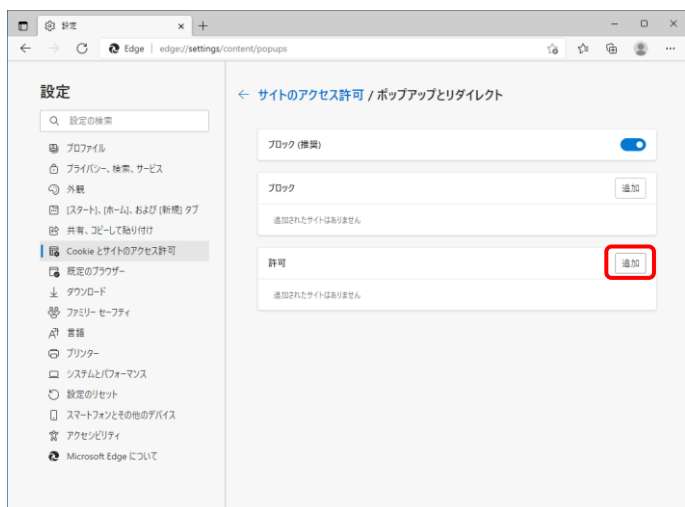 設定
Edge | edge://settings/content/popups
設定
設定の検索
プロファイル
プライバシー、検索、サービス
外観
[スタート]、[ホーム]、および [新規] タブ
共有、コピーして貼り付け
Cookie とサイトのアクセス許可
既定のブラウザー
ダウンロード
ファミリー セーフティ
言語
プリンター
システムとパフォーマンス
設定のリセット
スマートフォンとその他のデバイス
アクセシビリティ
Microsoft Edge について
サイトのアクセス許可 / ポップアップとリダイレクト
ブロック (推奨)
ブロック
追加
追加されたサイトはありません
許可
追加
追加されたサイトはありません